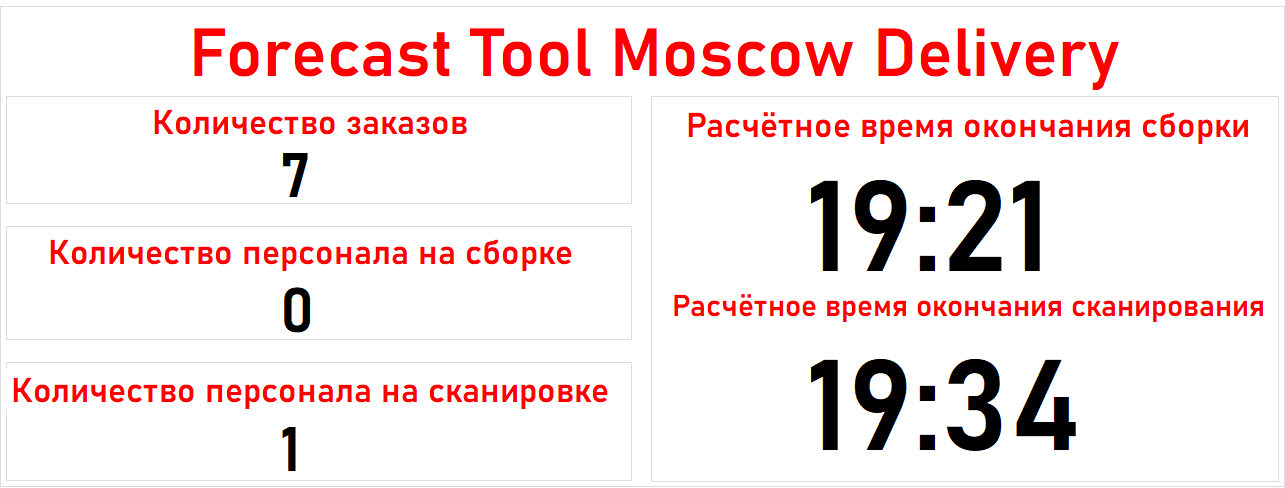 Forecast Tool Moscow Delivery
Количество заказов
7
Количество персонала на сборке
0
Количество персонала на сканировке
1
Расчётное время окончания сборки
19:21
Расчётное время окончания сканирования
19:34